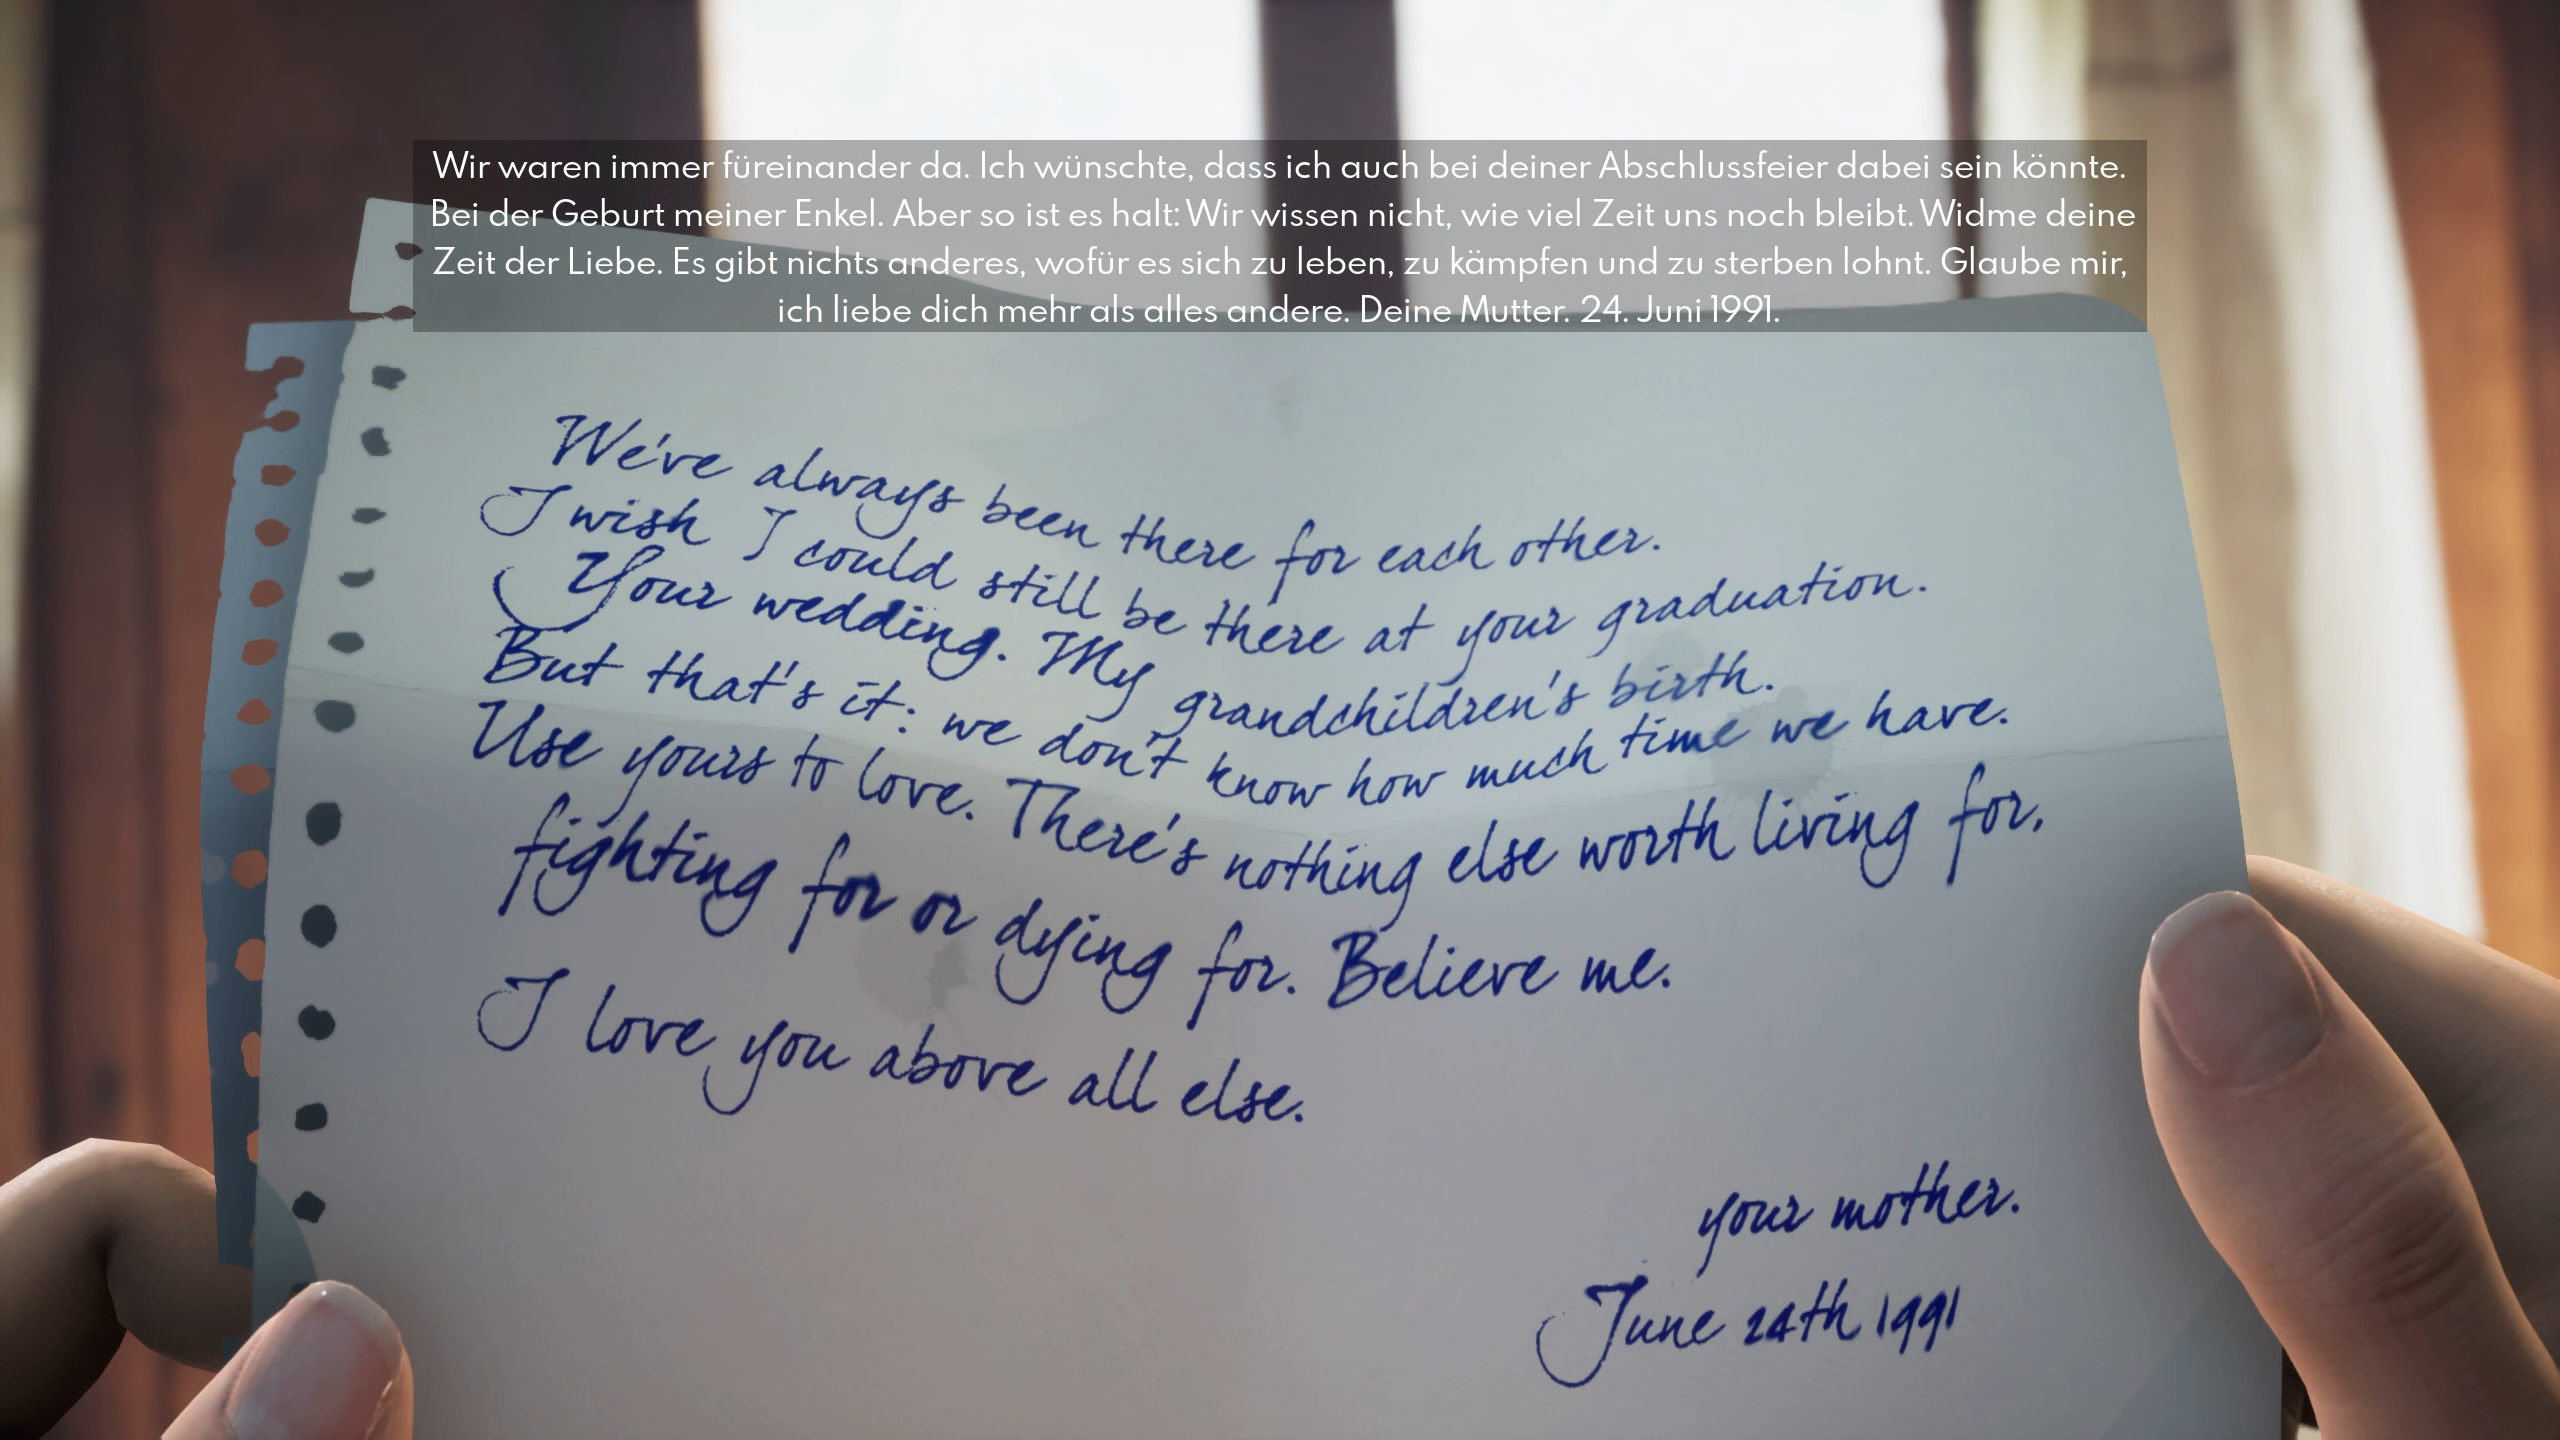 Wir waren immer füreinander da. Ich wünschte, dass ich auch bei deiner Abschlussfeier dabei sein könnte.
Bei der Geburt meiner Enkel. Aber so ist es halt: Wir wissen nicht, wie viel Zeit uns noch bleibt. Widme deine
Zeit der Liebe. Es gibt nichts anderes, wofür es sich zu leben, zu kämpfen und zu sterben lohnt. Glaube mir,
ich liebe dich mehr als alles andere. Deine Mutter. 24. Juni 1991.
We've always been there for each other.
I wish I could still be there at your graduation.
Your wedding. My grandchildren's birth.
But that's it: we don't know how much time we have.
Use yours to love. There's nothing else worth living for,
fighting for or dying for. Believe me.
I love you above all else.
your mother.
June 24th 1991